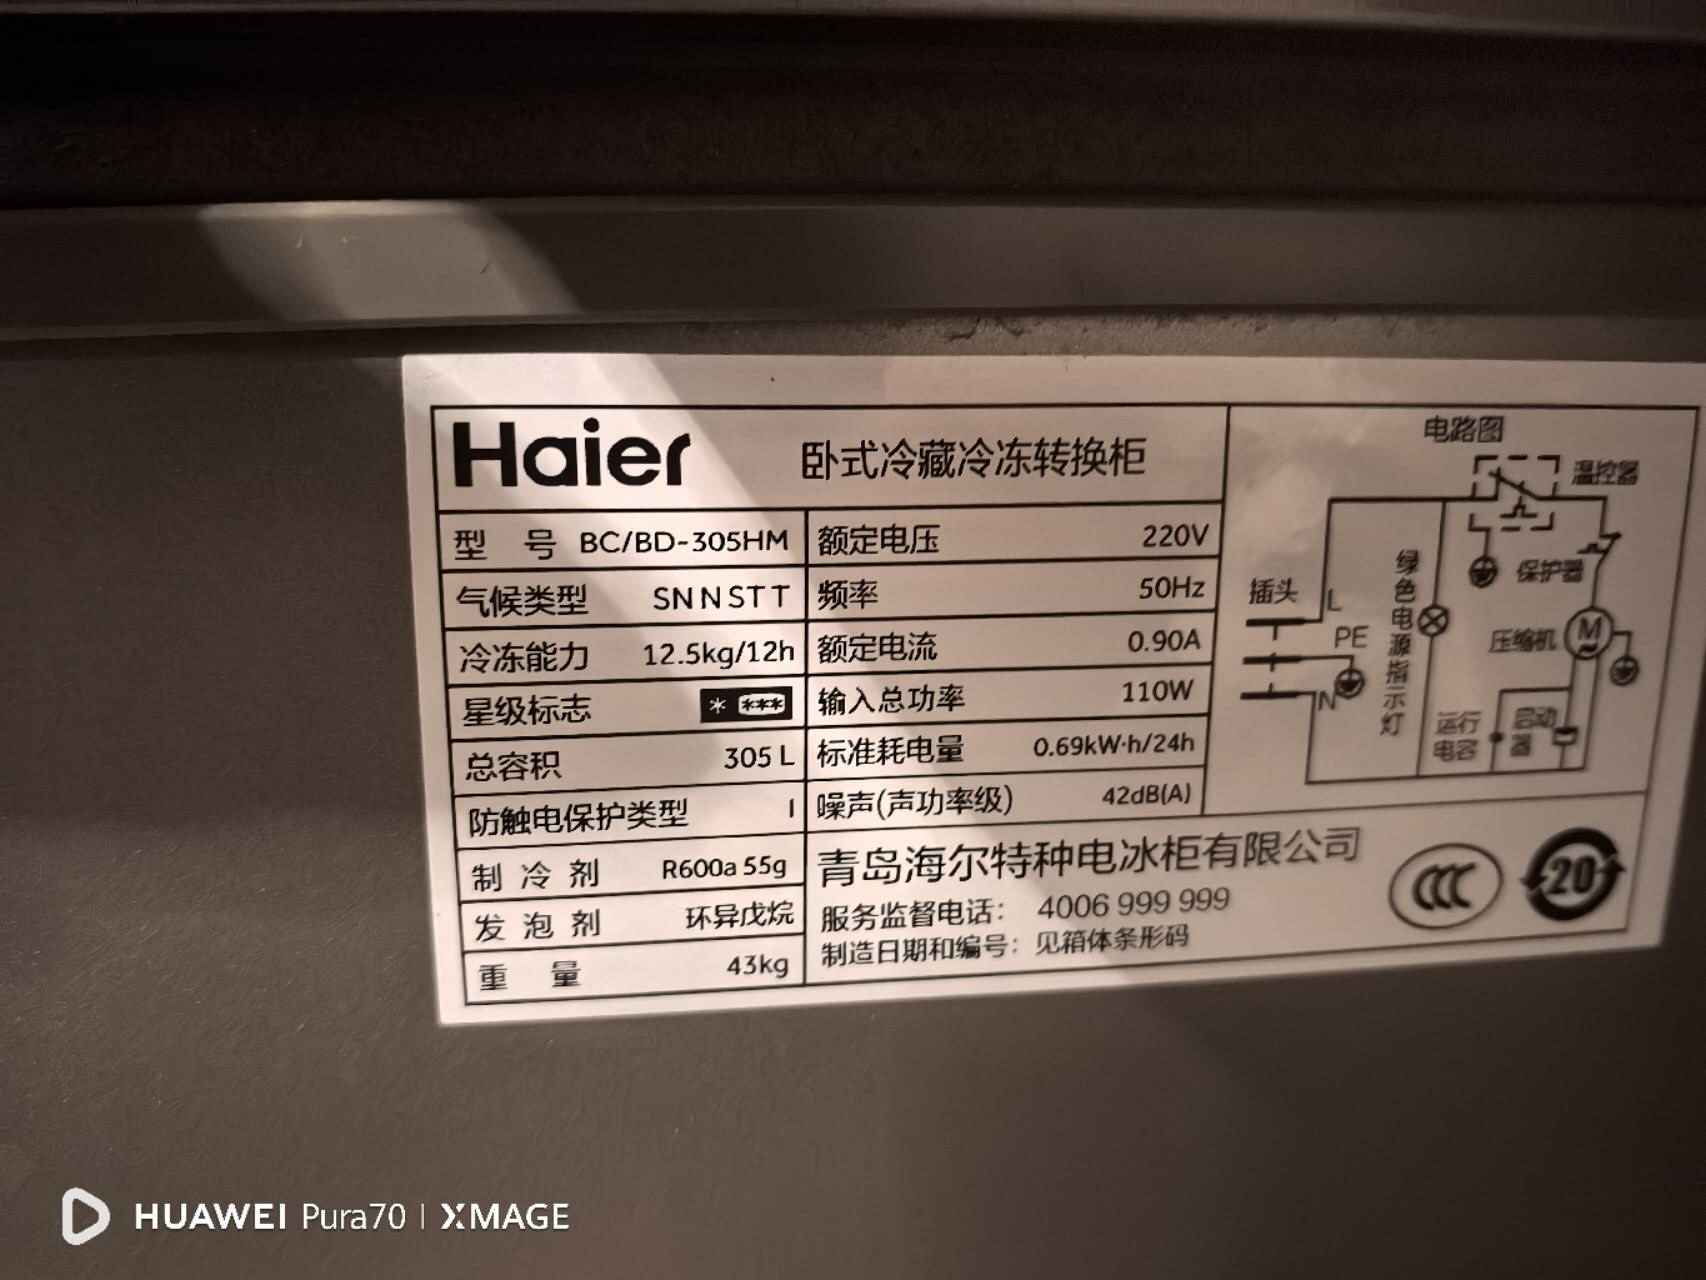 Haier 卧式冷藏冷冻转换柜
型 号 BC/BD-305HM
气候类型 SN N ST T
冷冻能力 12.5kg/12h
星级标志 * ***
总容积 305 L
防触电保护类型 I
制 冷 剂 R600a 55g
发 泡 剂 环异戊烷
重 量 43kg
额定电压 220V
频率 50Hz
额定电流 0.90A
输入总功率 110W
标准耗电量 0.69kW·h/24h
噪声(声功率级) 42dB(A)
青岛海尔特种电冰柜有限公司
服务监督电话： 4006 999 999
制造日期和编号：见箱体条形码
电路图
温控器
保护器
插头 L
PE
N
绿色电源指示灯
压缩机 M
运行电容
启动器
CCC
20
HUAWEI Pura70 | XMAGE